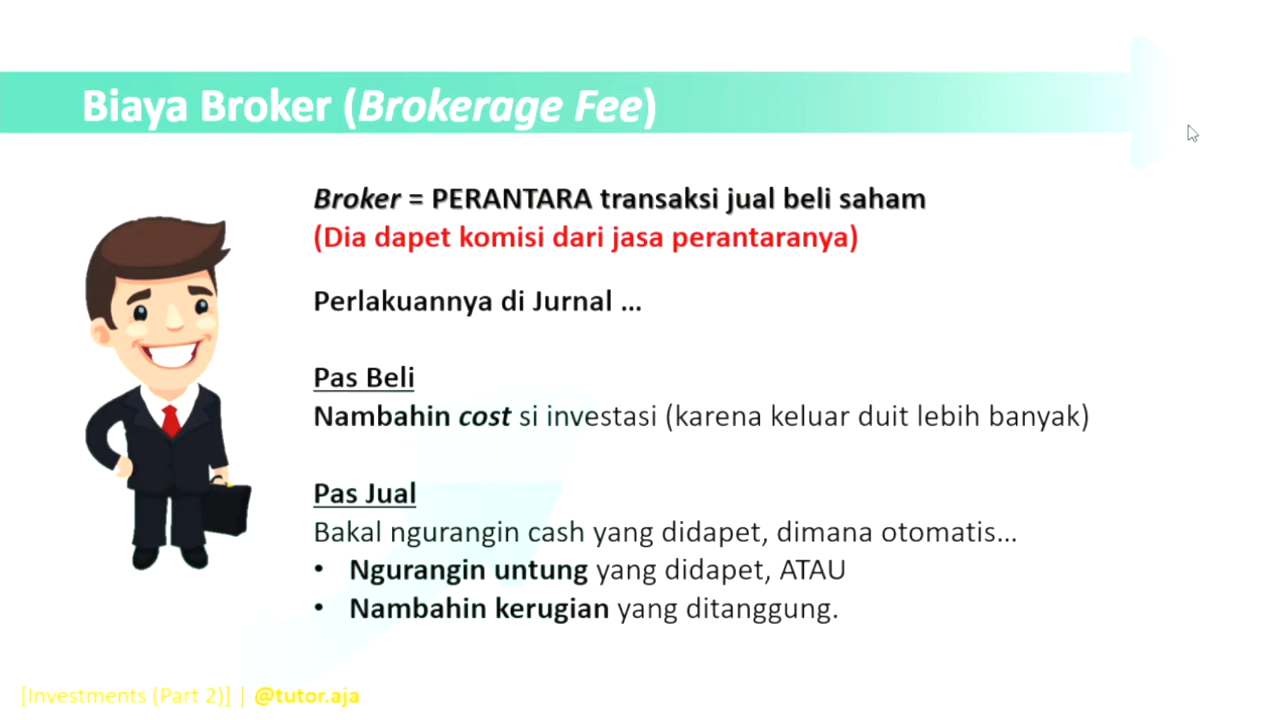 Biaya Broker (Brokerage Fee)
Broker = PERANTARA transaksi jual beli saham
(Dia dapet komisi dari jasa perantaranya)
Perlakuannya di Jurnal ...
Pas Beli
Nambahin cost si investasi (karena keluar duit lebih banyak)
Pas Jual
Bakal ngurangin cash yang didapet, dimana otomatis...
• Ngurangin untung yang didapet, ATAU
• Nambahin kerugian yang ditanggung.
[Investments (Part 2)] | @tutor.aja